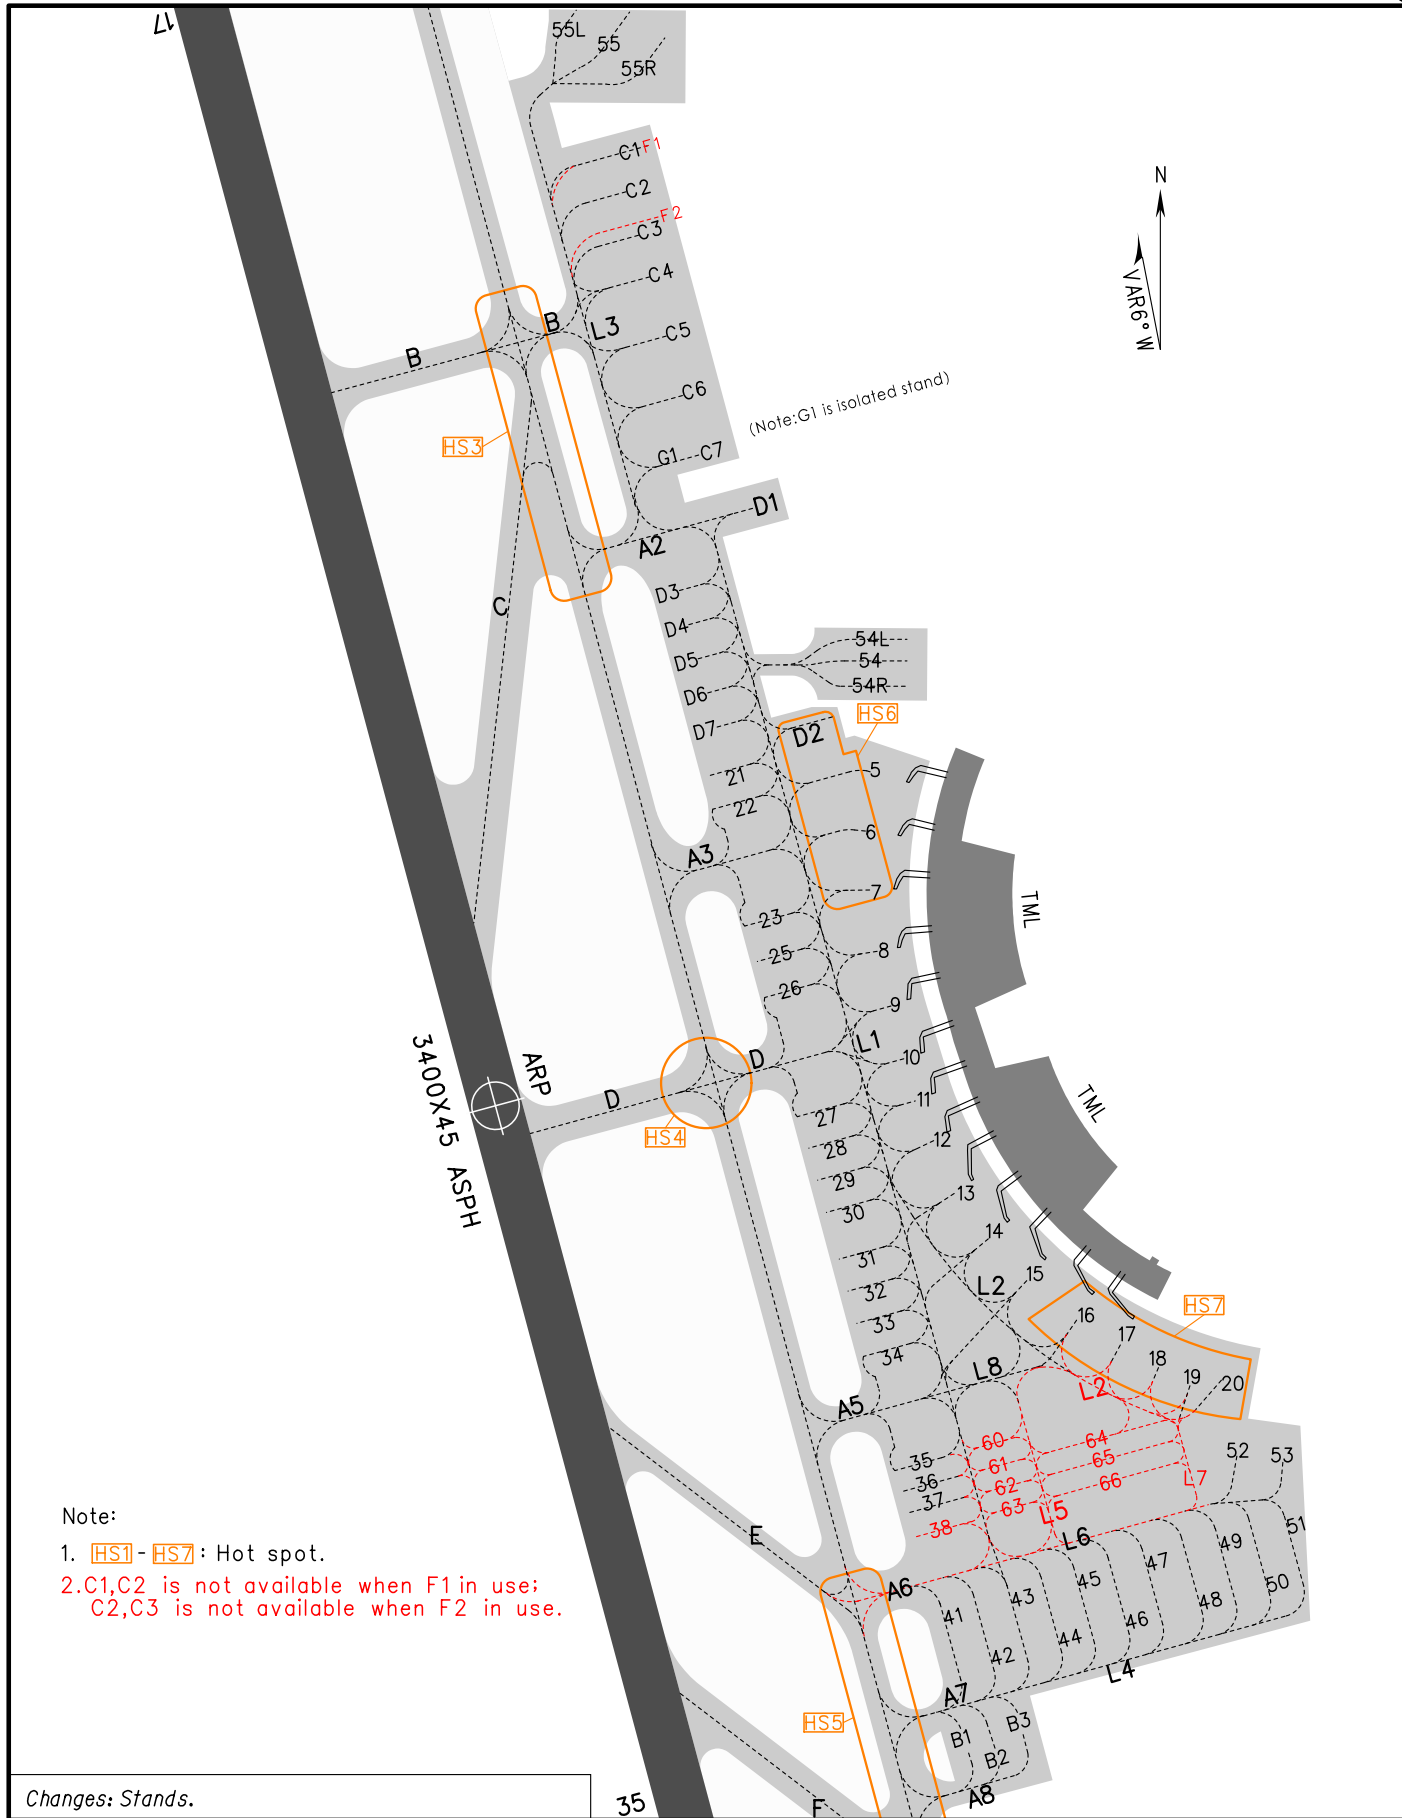 17
55L
55
55R
C1
F1
C2
F2
C3
C4
C5
C6
G1
C7
B
B
L3
HS3
(Note:G1 is isolated stand)
N
VAR6°W
D1
A2
C
D3
D4
D5
D6
D7
54L
54
54R
HS6
D2
5
6
7
8
9
10
11
12
13
14
15
16
17
18
19
20
21
22
A3
23
25
26
TML
TML
L1
D
D
HS4
ARP
3400X45 ASPH
27
28
29
30
31
32
33
34
L2
L8
HS7
L2
A5
35
36
37
38
60
61
62
63
64
65
66
L5
L6
L7
52
53
51
50
49
48
47
46
45
44
43
42
41
E
A6
A7
L4
HS5
B1
B2
B3
A8
F
35
Note:
1. HS1 - HS7 : Hot spot.
2.C1,C2 is not available when F1 in use;
C2,C3 is not available when F2 in use.
Changes: Stands.